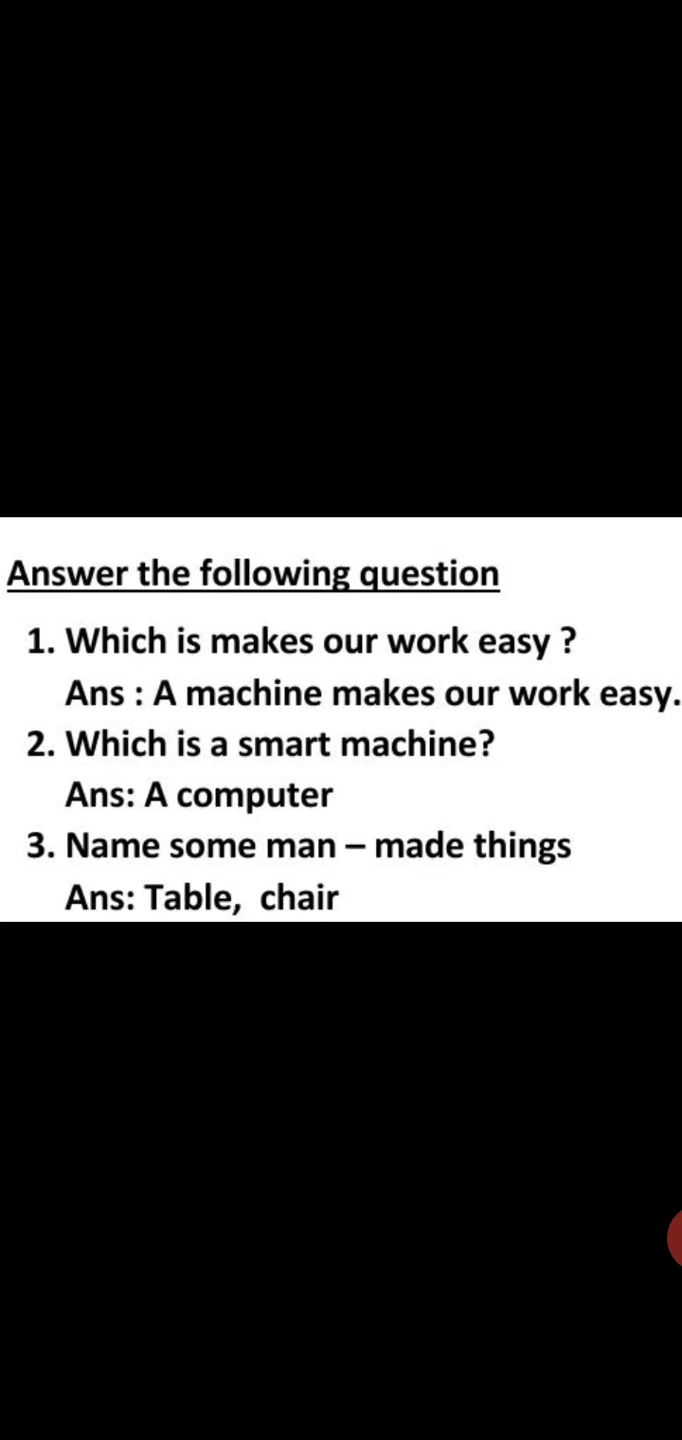 Answer the following question
1. Which is makes our work easy ?
Ans : A machine makes our work easy.
2. Which is a smart machine?
Ans: A computer
3. Name some man – made things
Ans: Table,  chair